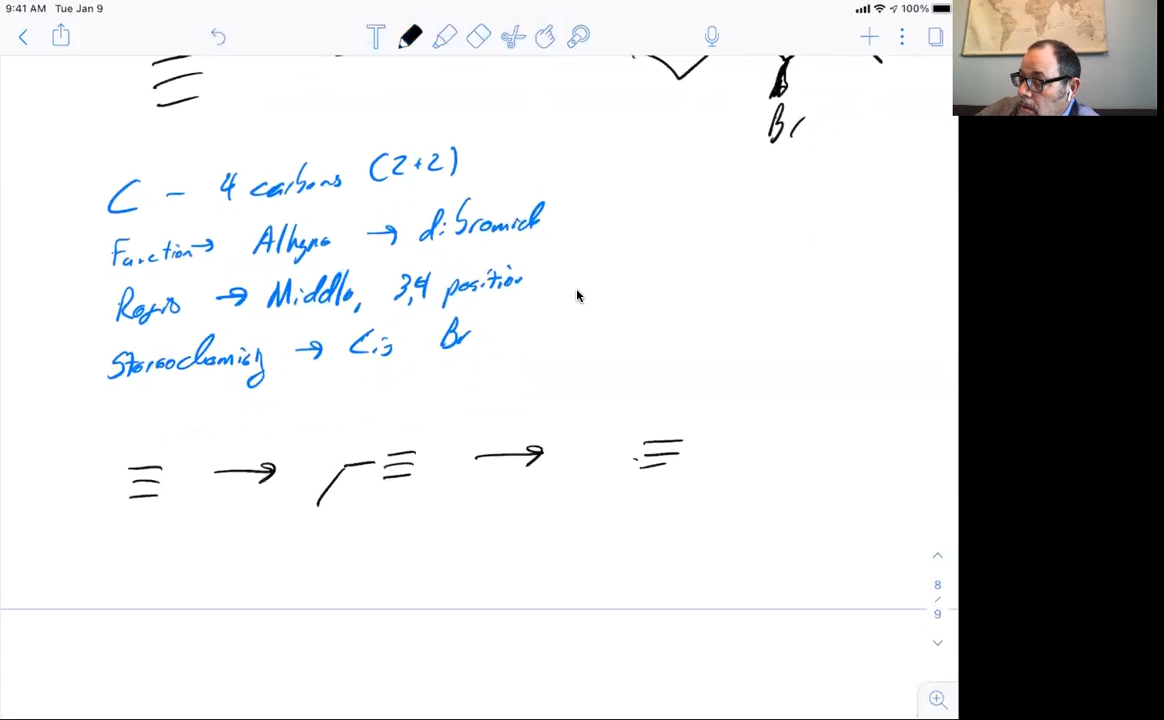 9:41 AM Tue Jan 9
100%
T
Br
C - 4 carbons (2+2)
Function → Alkyne → dibromide
Regio → Middle, 3,4 position
Stereochemistry → Cis Br
8
9